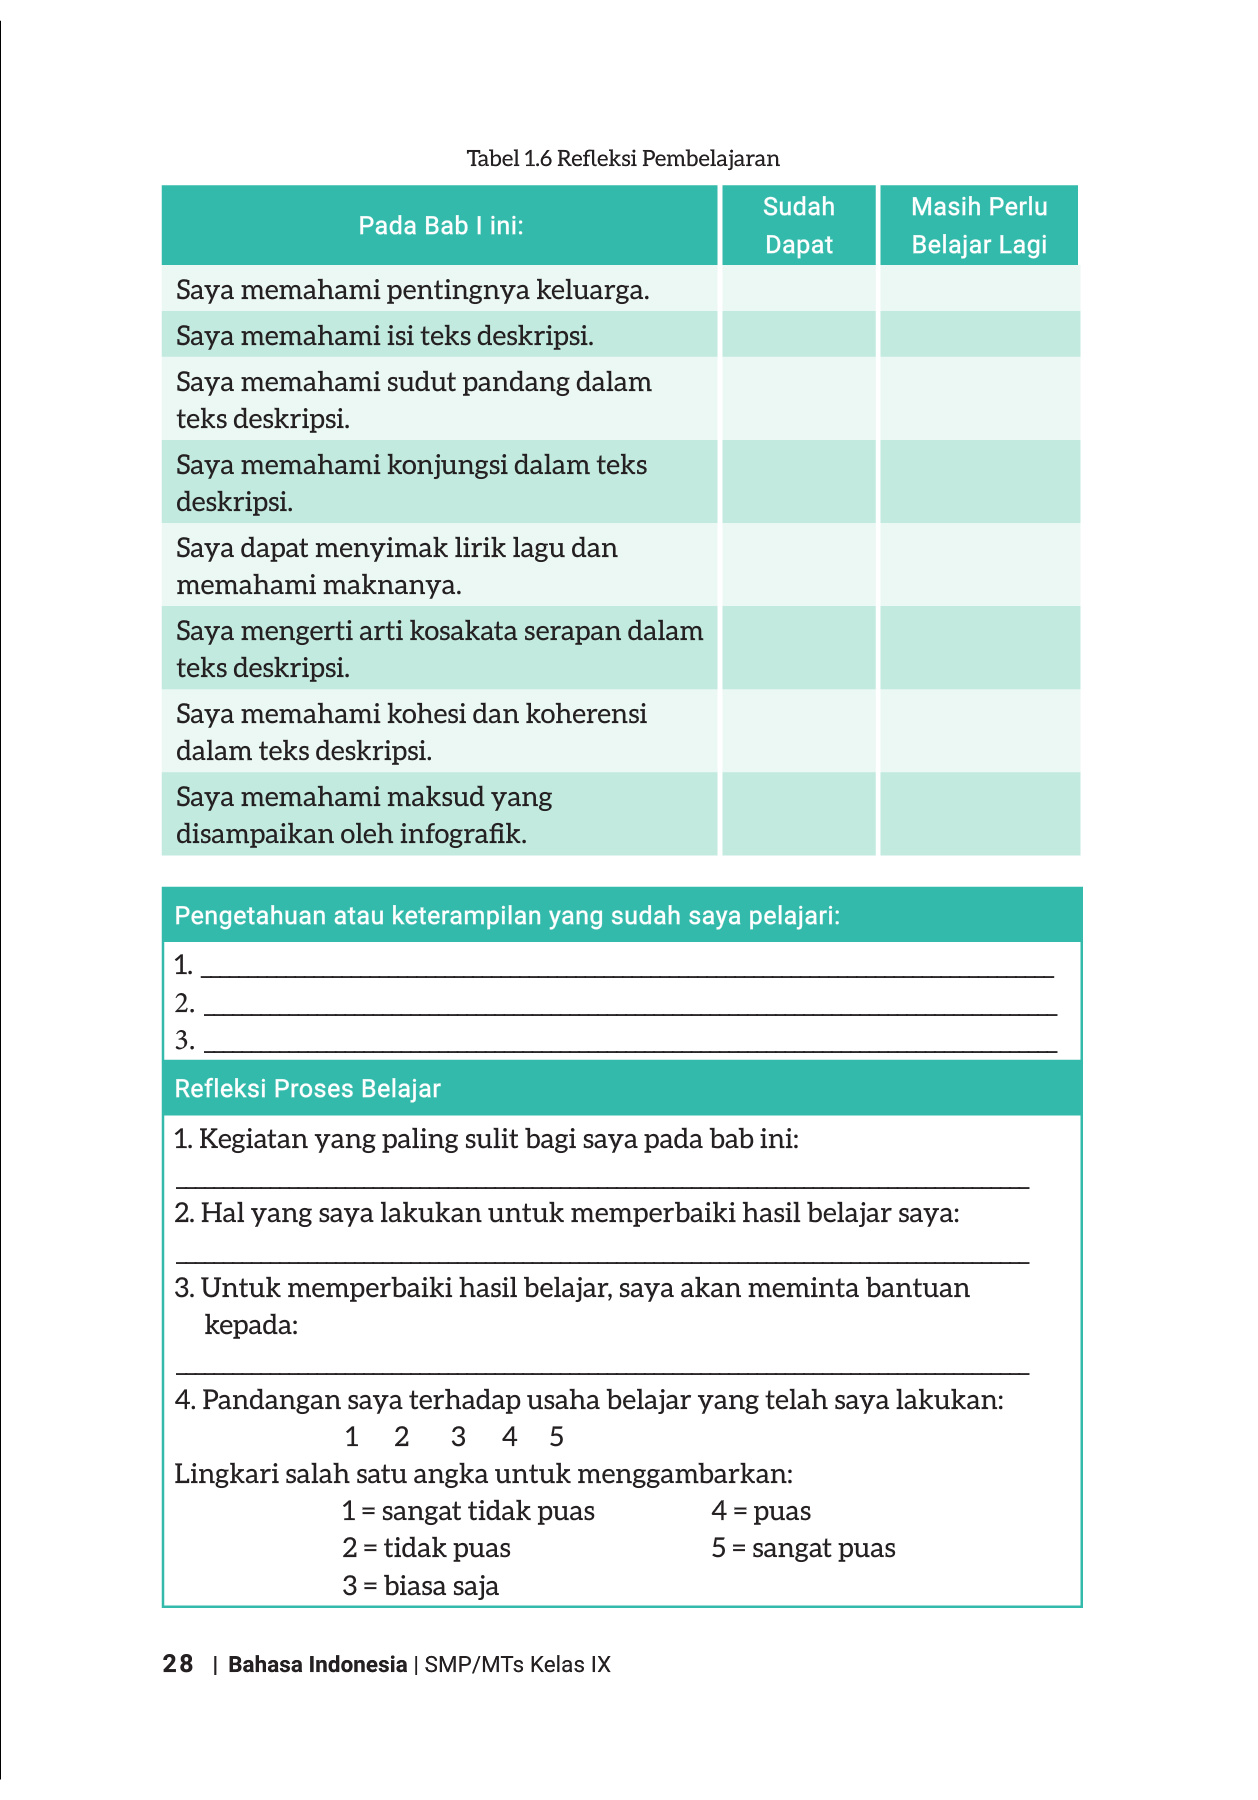 Tabel 1.6 Refleksi Pembelajaran
Pada Bab I ini:
Sudah
Dapat
Masih Perlu
Belajar Lagi
Saya memahami pentingnya keluarga.
Saya memahami isi teks deskripsi.
Saya memahami sudut pandang dalam
teks deskripsi.
Saya memahami konjungsi dalam teks
deskripsi.
Saya dapat menyimak lirik lagu dan
memahami maknanya.
Saya mengerti arti kosakata serapan dalam
teks deskripsi.
Saya memahami kohesi dan koherensi
dalam teks deskripsi.
Saya memahami maksud yang
disampaikan oleh infografik.
Pengetahuan atau keterampilan yang sudah saya pelajari:
1.
2.
3.
Refleksi Proses Belajar
1. Kegiatan yang paling sulit bagi saya pada bab ini:
2. Hal yang saya lakukan untuk memperbaiki hasil belajar saya:
3. Untuk memperbaiki hasil belajar, saya akan meminta bantuan
kepada:
4. Pandangan saya terhadap usaha belajar yang telah saya lakukan:
1 2 3 4 5
Lingkari salah satu angka untuk menggambarkan:
1 = sangat tidak puas 4 = puas
2 = tidak puas 5 = sangat puas
3 = biasa saja
28 | Bahasa Indonesia | SMP/MTs Kelas IX